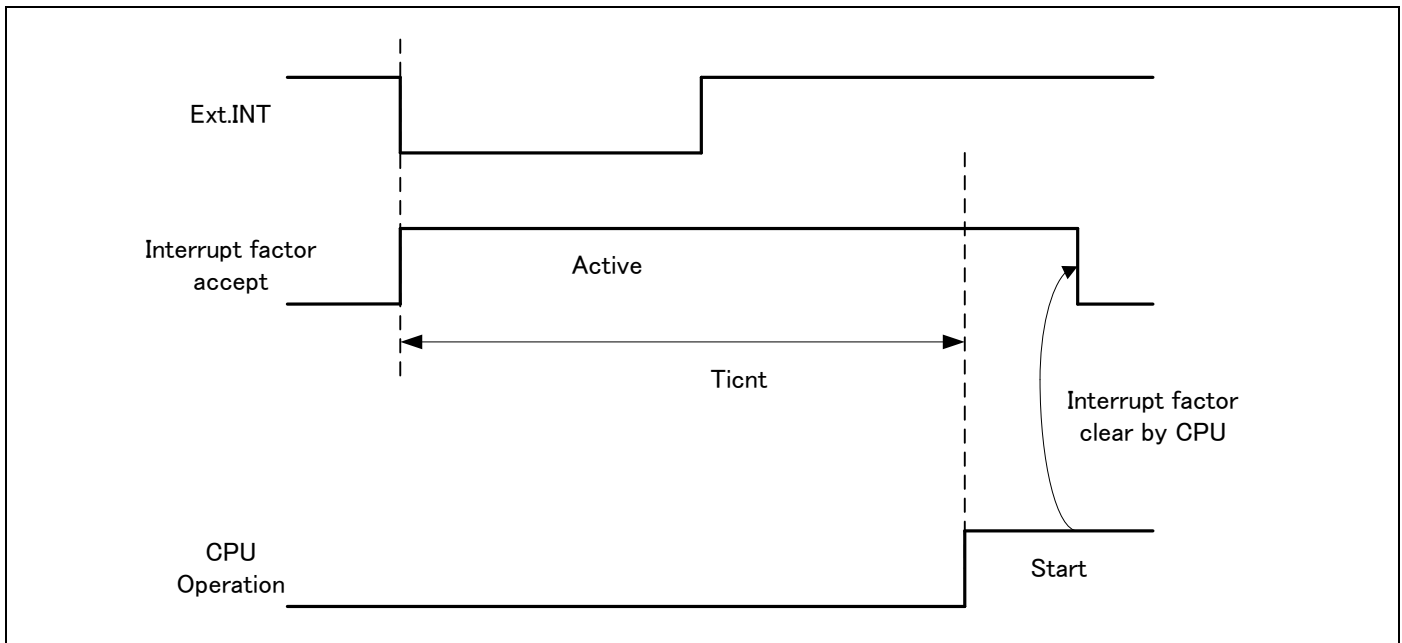 Ext.INT
Interrupt factor
accept
Active
Ticnt
Interrupt factor
clear by CPU
CPU
Operation
Start